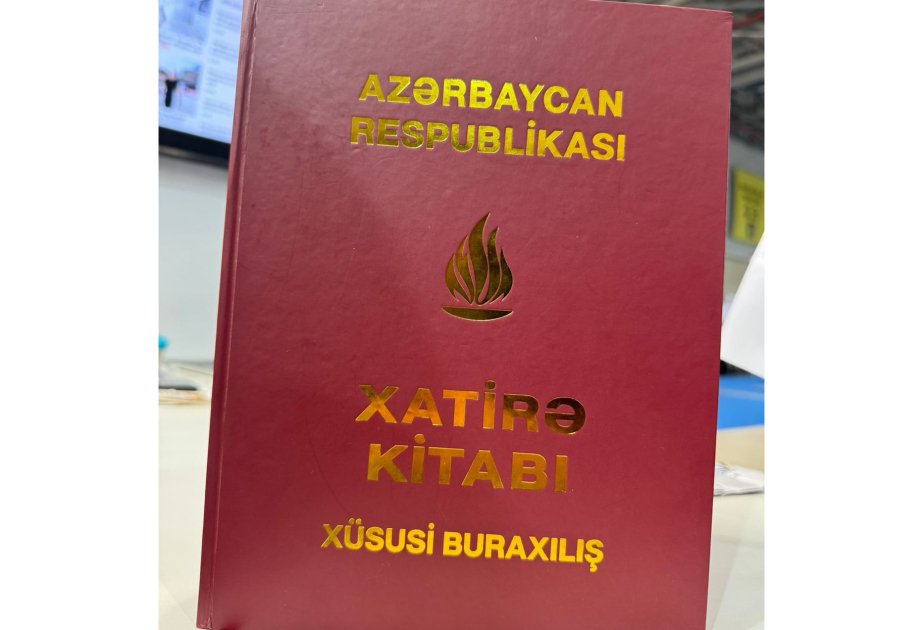 AZƏRBAYCAN
RESPUBLİKASI
XATİRƏ
KİTABI
XÜSUSİ BURAXILIŞ